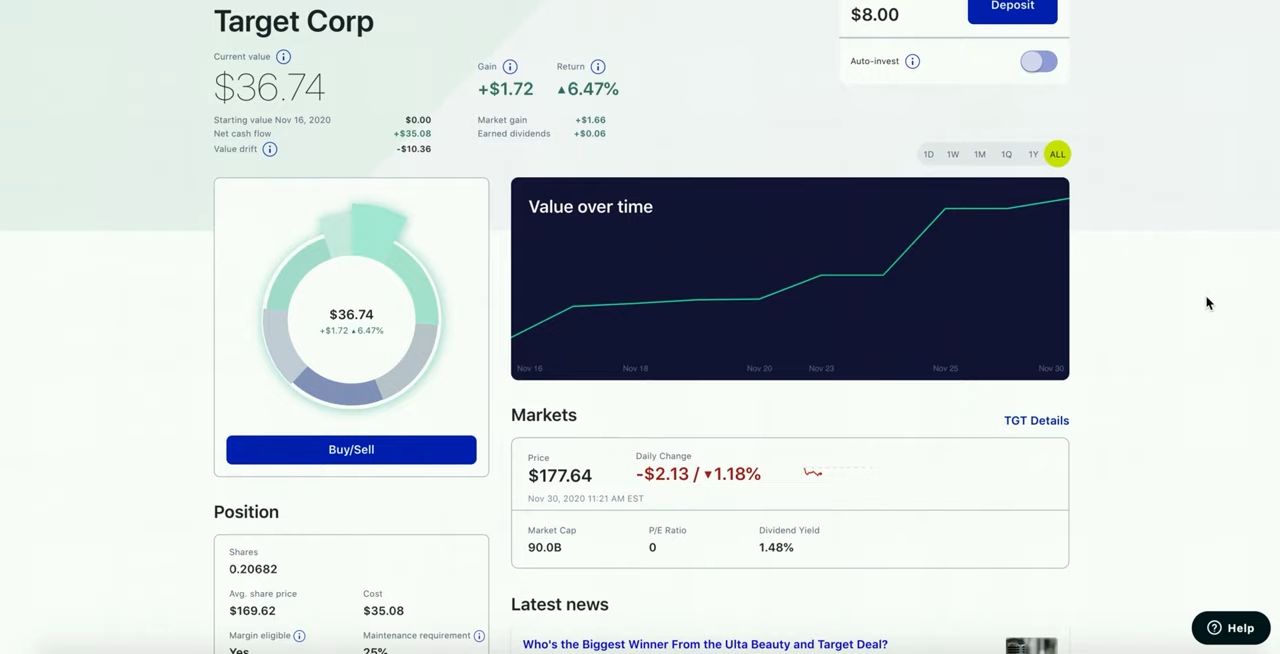 Target Corp
$8.00
Deposit
Auto-invest
Current value
$36.74
Gain
Return
+$1.72
▲6.47%
Starting value Nov 16, 2020 $0.00
Net cash flow +$35.08
Value drift -$10.36
Market gain +$1.66
Earned dividends +$0.06
1D 1W 1M 1Q 1Y ALL
$36.74
+$1.72 ▲ 6.47%
Buy/Sell
Value over time
Nov 16 Nov 18 Nov 20 Nov 23 Nov 25 Nov 30
Markets
TGT Details
Price
$177.64
Daily Change
-$2.13 / ▼1.18%
Nov 30, 2020 11:21 AM EST
Market Cap P/E Ratio Dividend Yield
90.0B 0 1.48%
Position
Shares
0.20682
Avg. share price Cost
$169.62 $35.08
Margin eligible Maintenance requirement
Yes 25%
Latest news
Who's the Biggest Winner From the Ulta Beauty and Target Deal?
Help